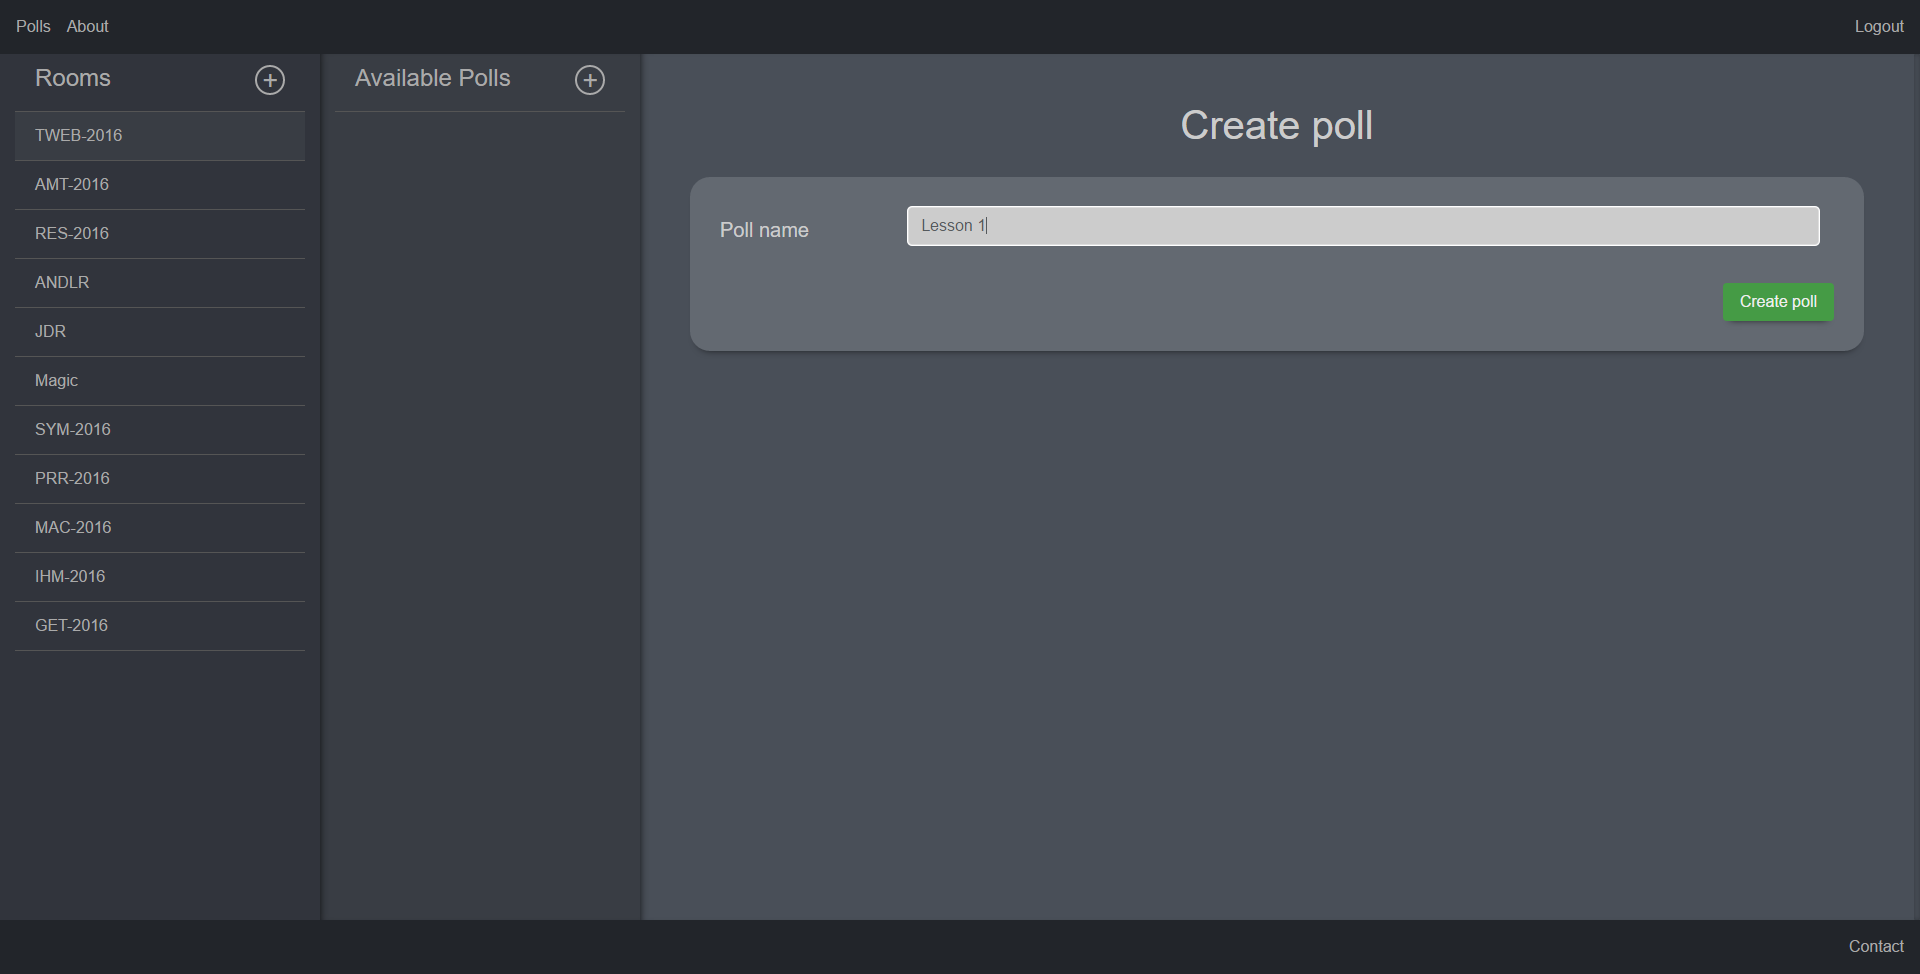 Polls About Logout
Rooms
TWEB-2016
AMT-2016
RES-2016
ANDLR
JDR
Magic
SYM-2016
PRR-2016
MAC-2016
IHM-2016
GET-2016
Available Polls
Create poll
Poll name Lesson 1
Create poll
Contact